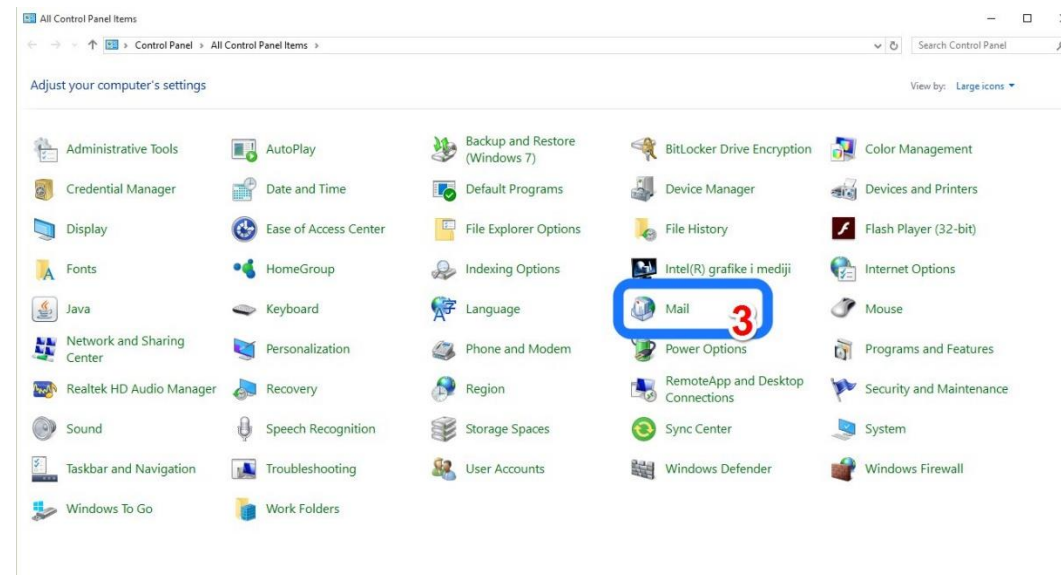 All Control Panel Items
Control Panel > All Control Panel Items >
Search Control Panel
Adjust your computer's settings
View by: Large icons
Administrative Tools
AutoPlay
Backup and Restore
(Windows 7)
BitLocker Drive Encryption
Color Management
Credential Manager
Date and Time
Default Programs
Device Manager
Devices and Printers
Display
Ease of Access Center
File Explorer Options
File History
Flash Player (32-bit)
Fonts
HomeGroup
Indexing Options
Intel(R) grafike i mediji
Internet Options
Java
Keyboard
Language
Mail
3
Mouse
Network and Sharing
Center
Personalization
Phone and Modem
Power Options
Programs and Features
Realtek HD Audio Manager
Recovery
Region
RemoteApp and Desktop
Connections
Security and Maintenance
Sound
Speech Recognition
Storage Spaces
Sync Center
System
Taskbar and Navigation
Troubleshooting
User Accounts
Windows Defender
Windows Firewall
Windows To Go
Work Folders